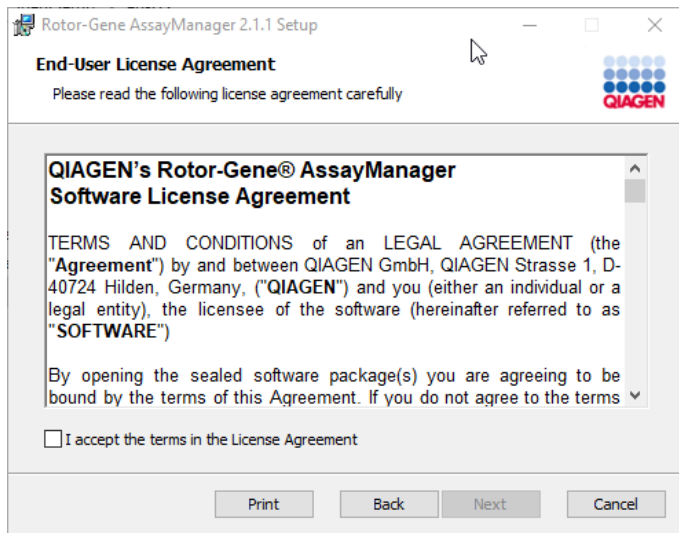 Rotor-Gene AssayManager 2.1.1 Setup
End-User License Agreement
Please read the following license agreement carefully
QIAGEN
QIAGEN's Rotor-Gene® AssayManager
Software License Agreement
TERMS AND CONDITIONS of an LEGAL AGREEMENT (the
"Agreement") by and between QIAGEN GmbH, QIAGEN Strasse 1, D-
40724 Hilden, Germany, ("QIAGEN") and you (either an individual or a
legal entity), the licensee of the software (hereinafter referred to as
"SOFTWARE")
By opening the sealed software package(s) you are agreeing to be
bound by the terms of this Agreement. If you do not agree to the terms
I accept the terms in the License Agreement
Print Back Next Cancel